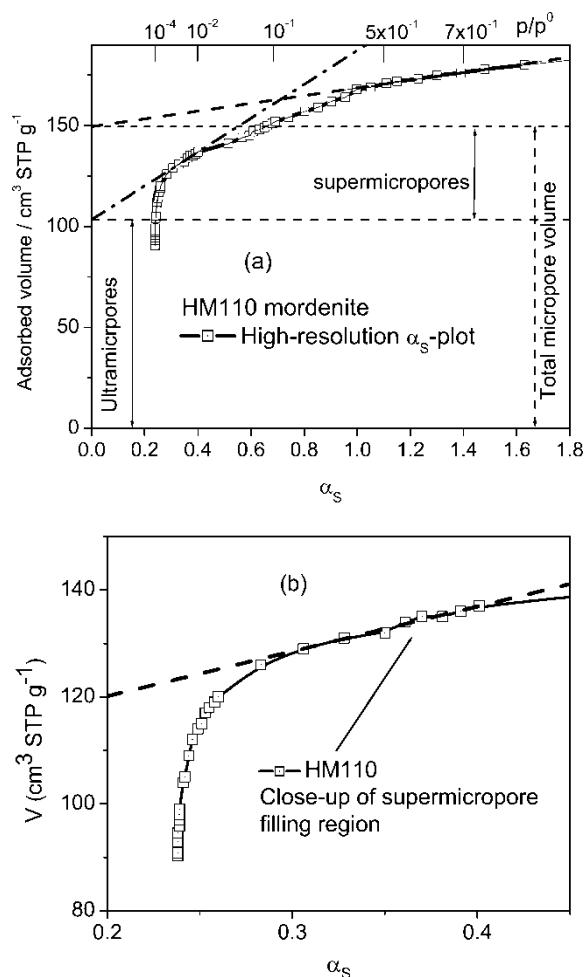 10⁻⁴ 10⁻² 10⁻¹ 5x10⁻¹ 7x10⁻¹ p/p⁰
Adsorbed volume / cm³ STP g⁻¹
150
100
50
0
supermicropores
(a)
Ultramicrpores
HM110 mordenite
High-resolution αS-plot
Total micropore volume
0.0 0.2 0.4 0.6 0.8 1.0 1.2 1.4 1.6 1.8
αS
V (cm³ STP g⁻¹)
140
120
100
80
(b)
HM110
Close-up of supermicropore
filling region
0.2 0.3 0.4
αS